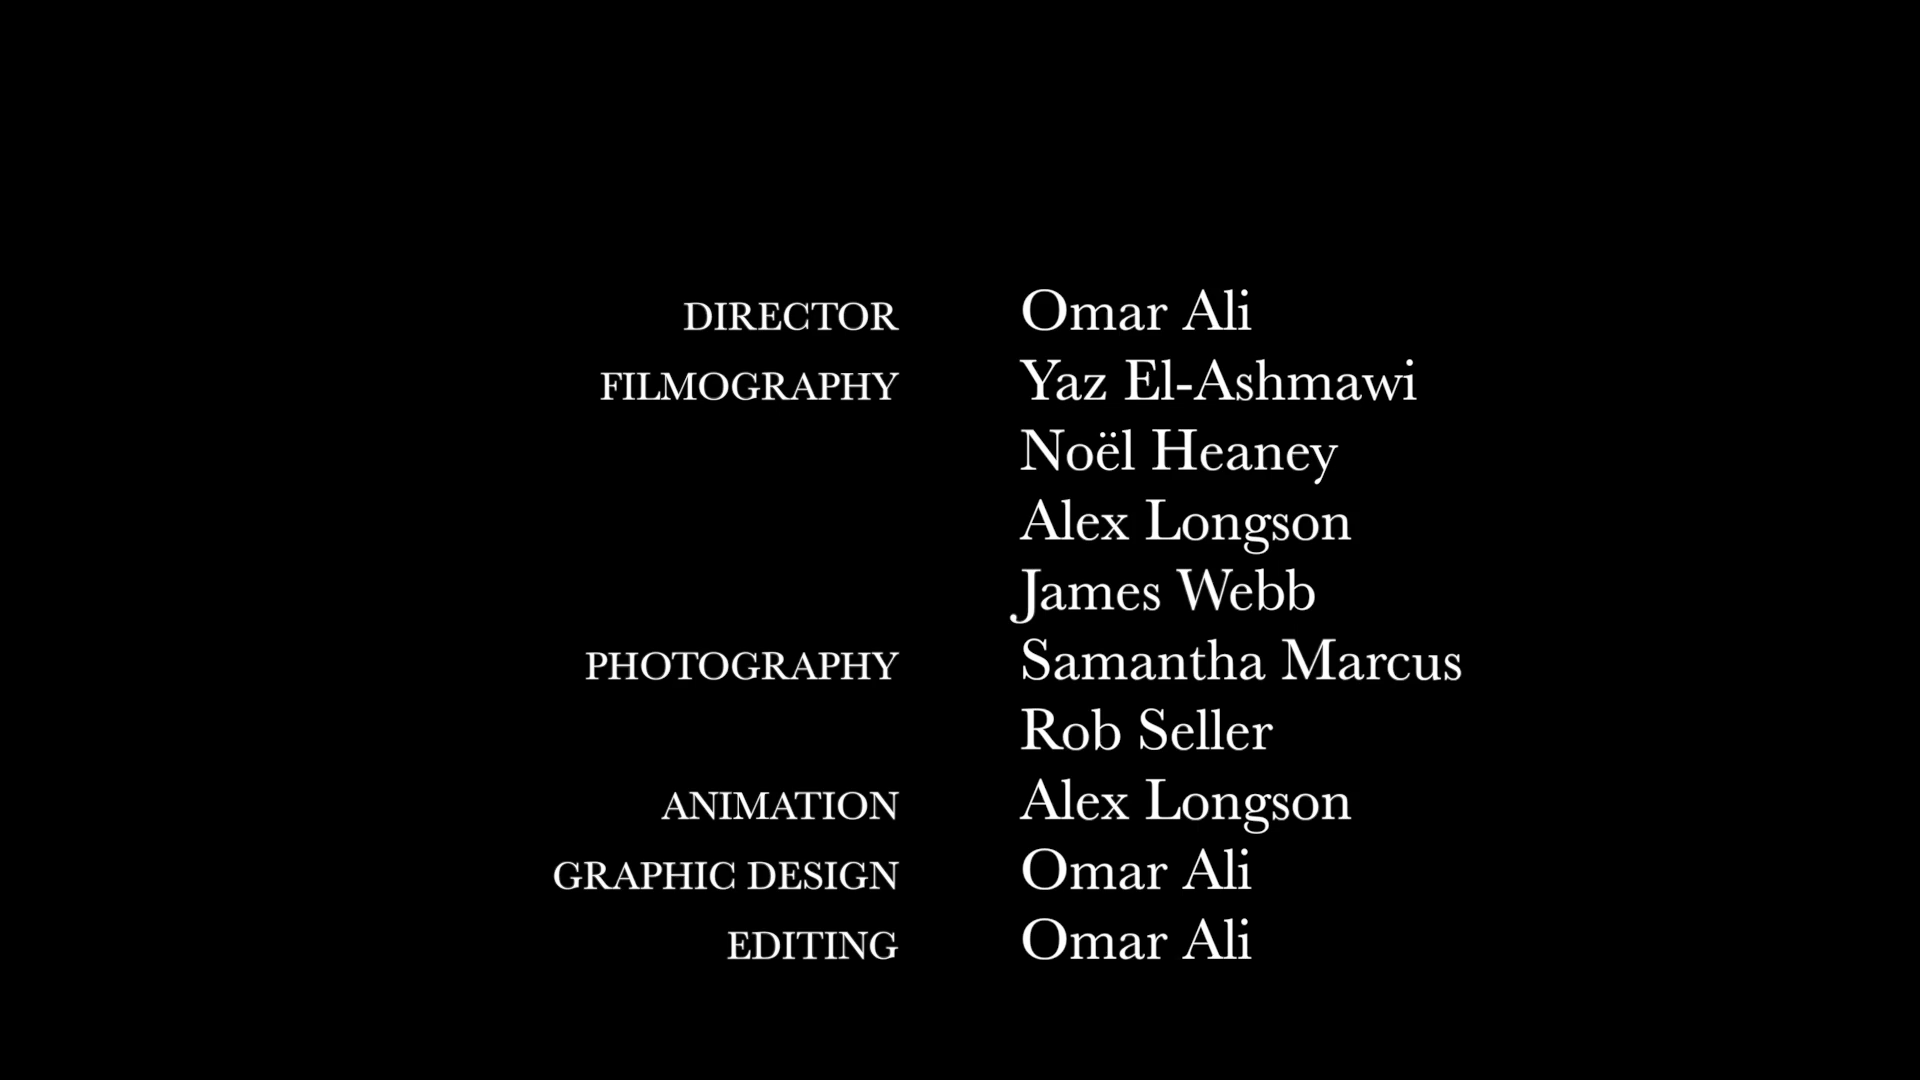 DIRECTOR Omar Ali
FILMOGRAPHY Yaz El-Ashmawi
Noël Heaney
Alex Longson
James Webb
PHOTOGRAPHY Samantha Marcus
Rob Seller
ANIMATION Alex Longson
GRAPHIC DESIGN Omar Ali
EDITING Omar Ali